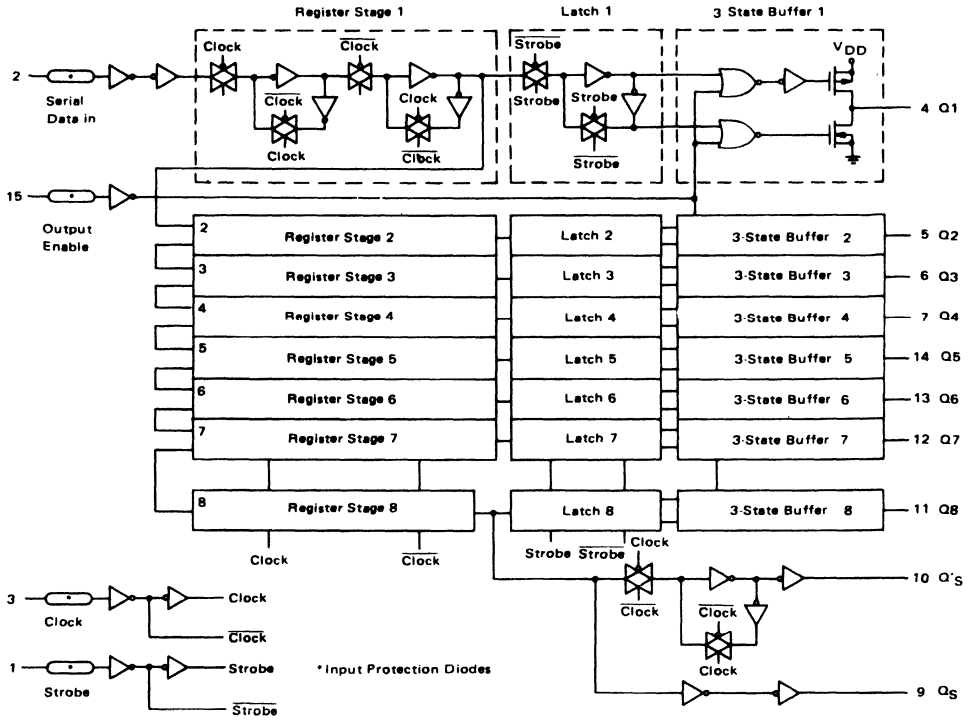 Register Stage 1
Latch 1
3 State Buffer 1
Clock
Clock
Strobe
VDD
2
Serial
Data in
Clock
Clock
Clock
Clock
Strobe
Strobe
Strobe
4 Q1
15
Output
Enable
2 Register Stage 2 Latch 2 3-State Buffer 2 5 Q2
3 Register Stage 3 Latch 3 3-State Buffer 3 6 Q3
4 Register Stage 4 Latch 4 3-State Buffer 4 7 Q4
5 Register Stage 5 Latch 5 3-State Buffer 5 14 Q5
6 Register Stage 6 Latch 6 3-State Buffer 6 13 Q6
7 Register Stage 7 Latch 7 3-State Buffer 7 12 Q7
8 Register Stage 8 Latch 8 3-State Buffer 8 11 Q8
Clock
Clock
Strobe
Strobe
Clock
Clock
10 Q'S
Clock
Clock
9 QS
3
Clock
Clock
Clock
1
Strobe
Strobe
Strobe
*Input Protection Diodes